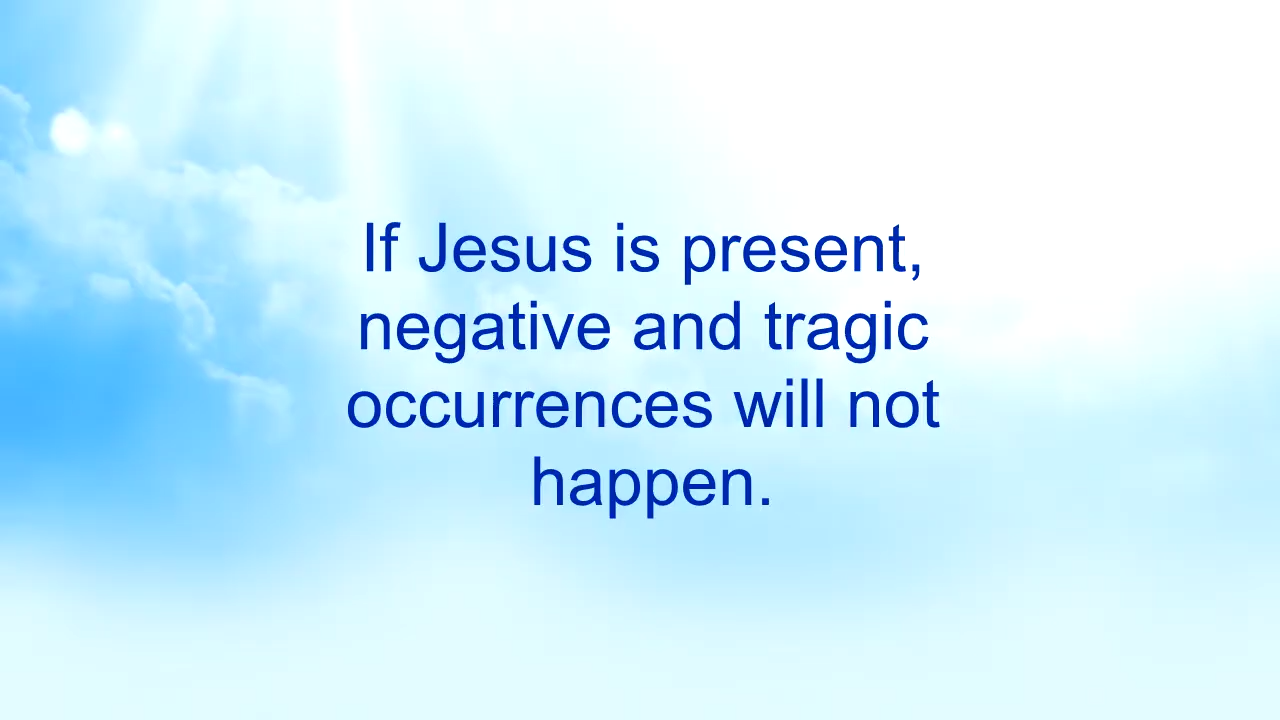 If Jesus is present,
negative and tragic
occurrences will not
happen.